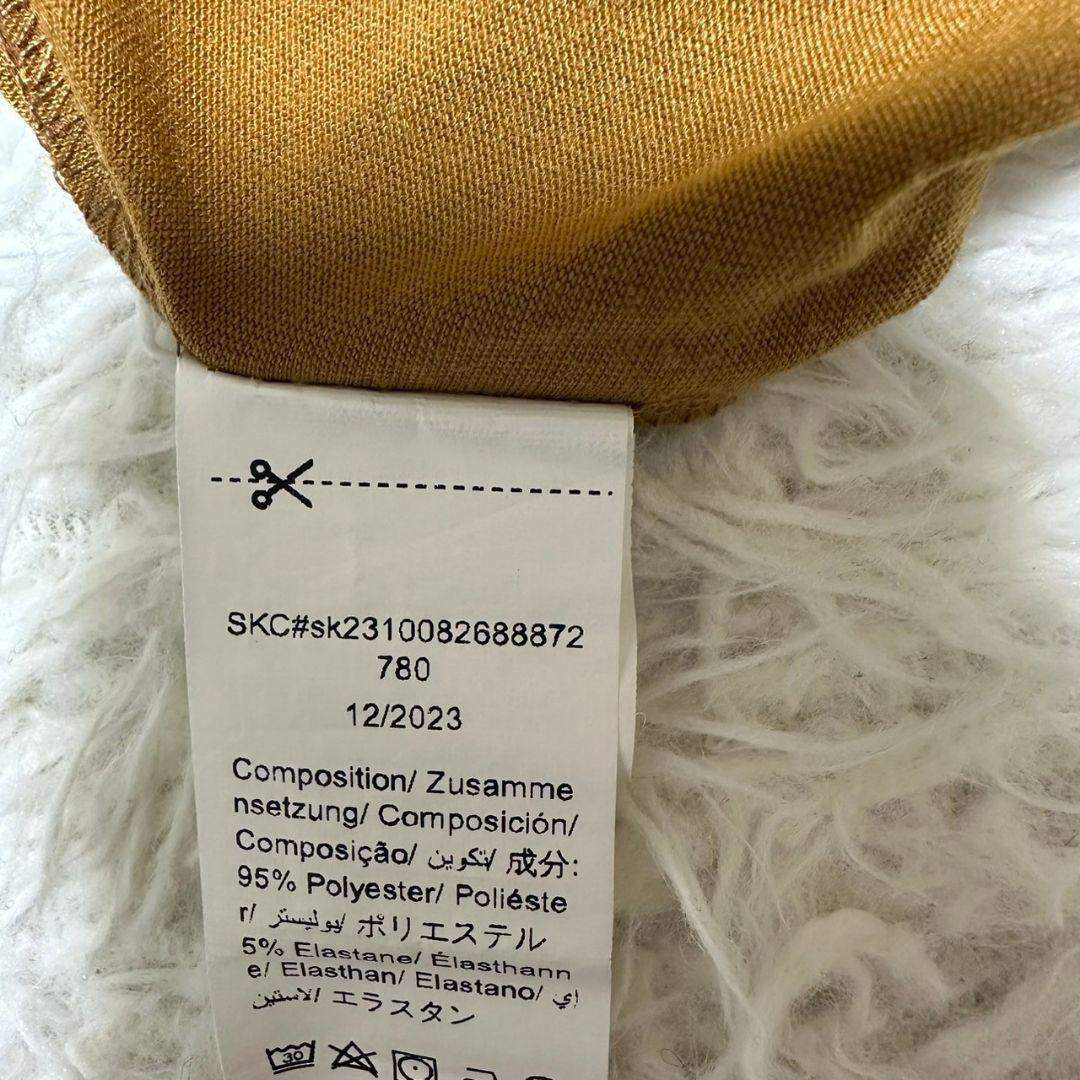 SKC#sk2310082688872
780
12/2023
Composition/ Zusamme
nsetzung/ Composición/
Composição/ تكوين/ 成分:
95% Polyester/ Poliéste
r/ بوليستر/ ポリエステル
5% Elastane/ Élasthann
e/ Elasthan/ Elastano/ إي
لاستين/ エラスタン
30